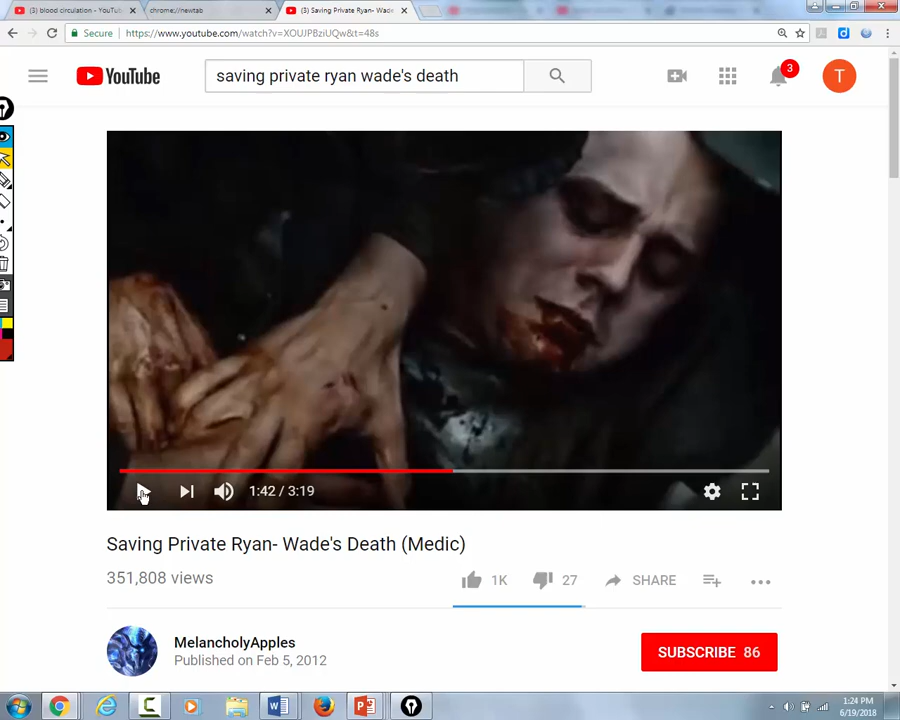 (3) blood circulation - YouTu
chrome://newtab
(3) Saving Private Ryan- Wade's
Secure
https://www.youtube.com/watch?v=XOUJPBziUQw&t=48s
YouTube
saving private ryan wade's death
3
T
1:42 / 3:19
Saving Private Ryan- Wade's Death (Medic)
351,808 views
1K
27
SHARE
MelancholyApples
Published on Feb 5, 2012
SUBSCRIBE 86
1:24 PM
6/19/2018